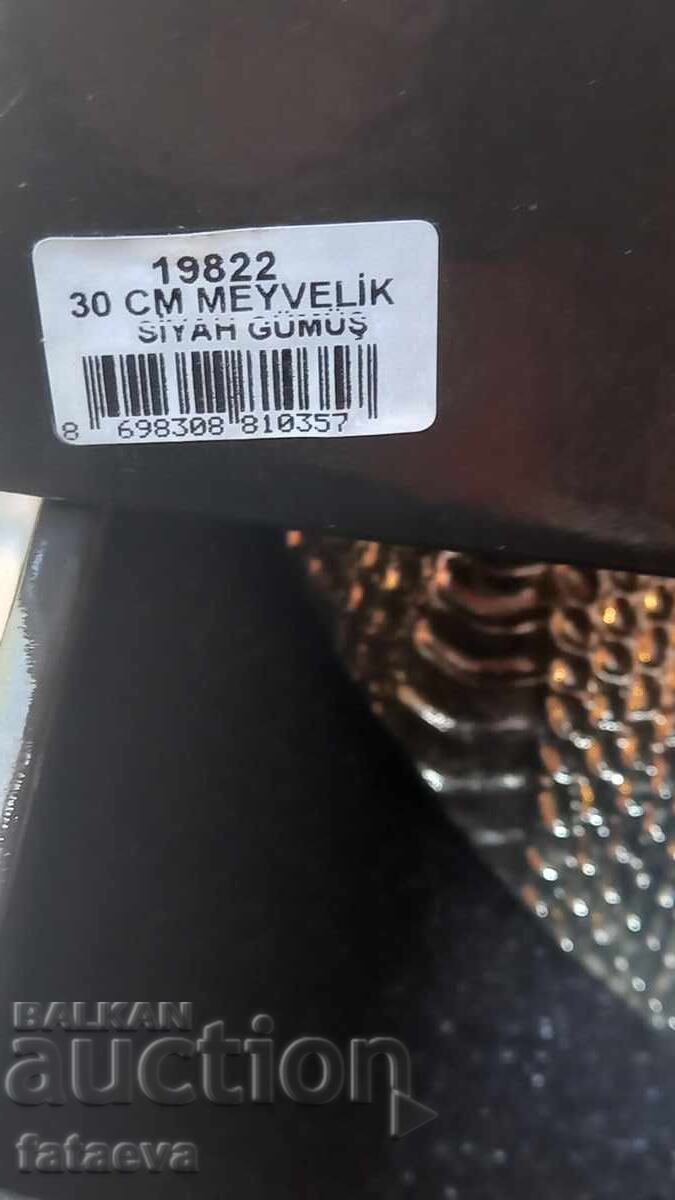 19822
30 CM MEYVELİK
SİYAH GÜMÜŞ
8 698308 810357
BALKAN
auction
fataeva